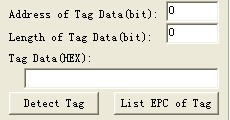 Address of Tag Data(bit): 0
Length of Tag Data(bit): 0
Tag Data(HEX):
Detect Tag List EPC of Tag